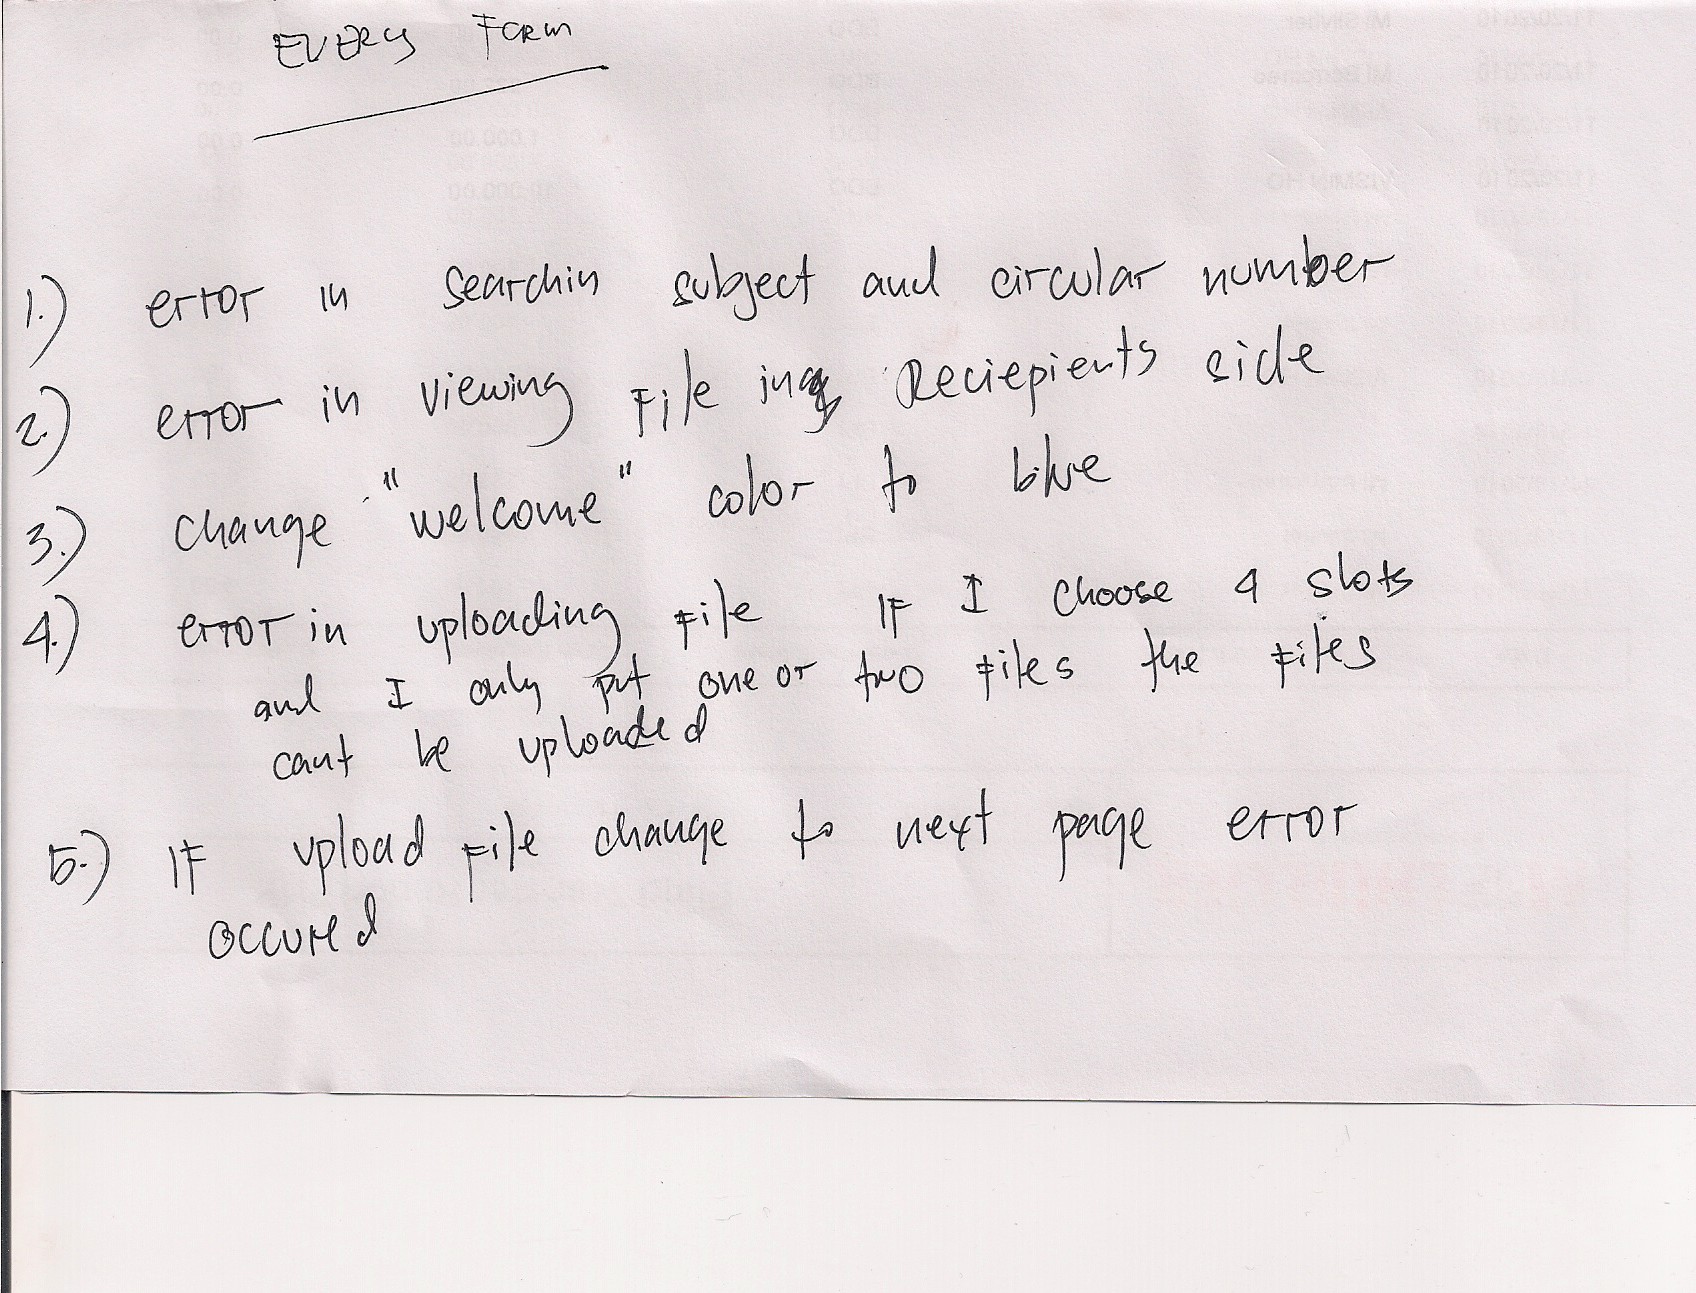 EVERY FORM
1.) error in searchin subject and circular number
2.) error in viewing File in Reciepients side
3.) change "welcome" color to blue
4.) error in uploading file IF I choose 4 slots
and I only put one or two files the files
cant be uploaded
5.) IF upload file change to next page error
occured